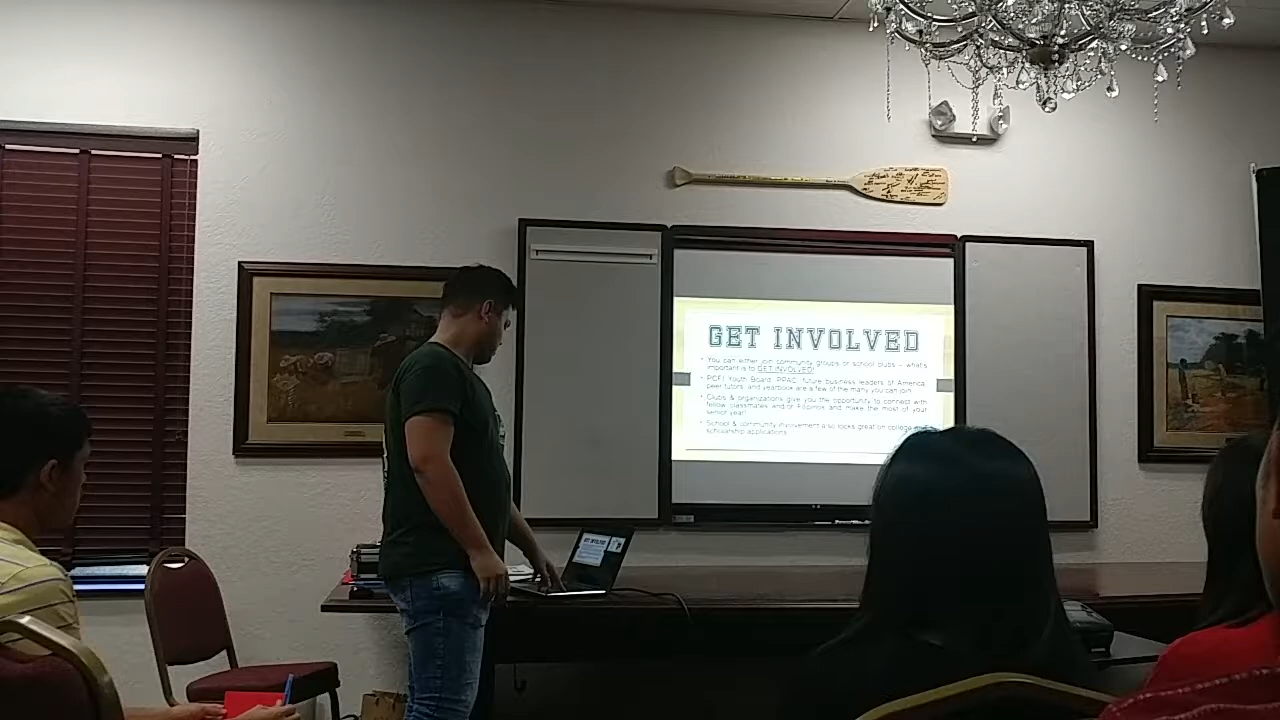 GET INVOLVED
You can either join community groups or school clubs – what's
important is to GET INVOLVED!
PCFI Youth Board, PPAC, future business leaders of America,
peer tutors, and yearbook are a few of the many you can join.
Clubs & organizations give you the opportunity to connect with
fellow classmates and/or Filipinos and make the most of your
senior year!
School & community involvement also looks great on college and
scholarship applications.
GET INVOLVED